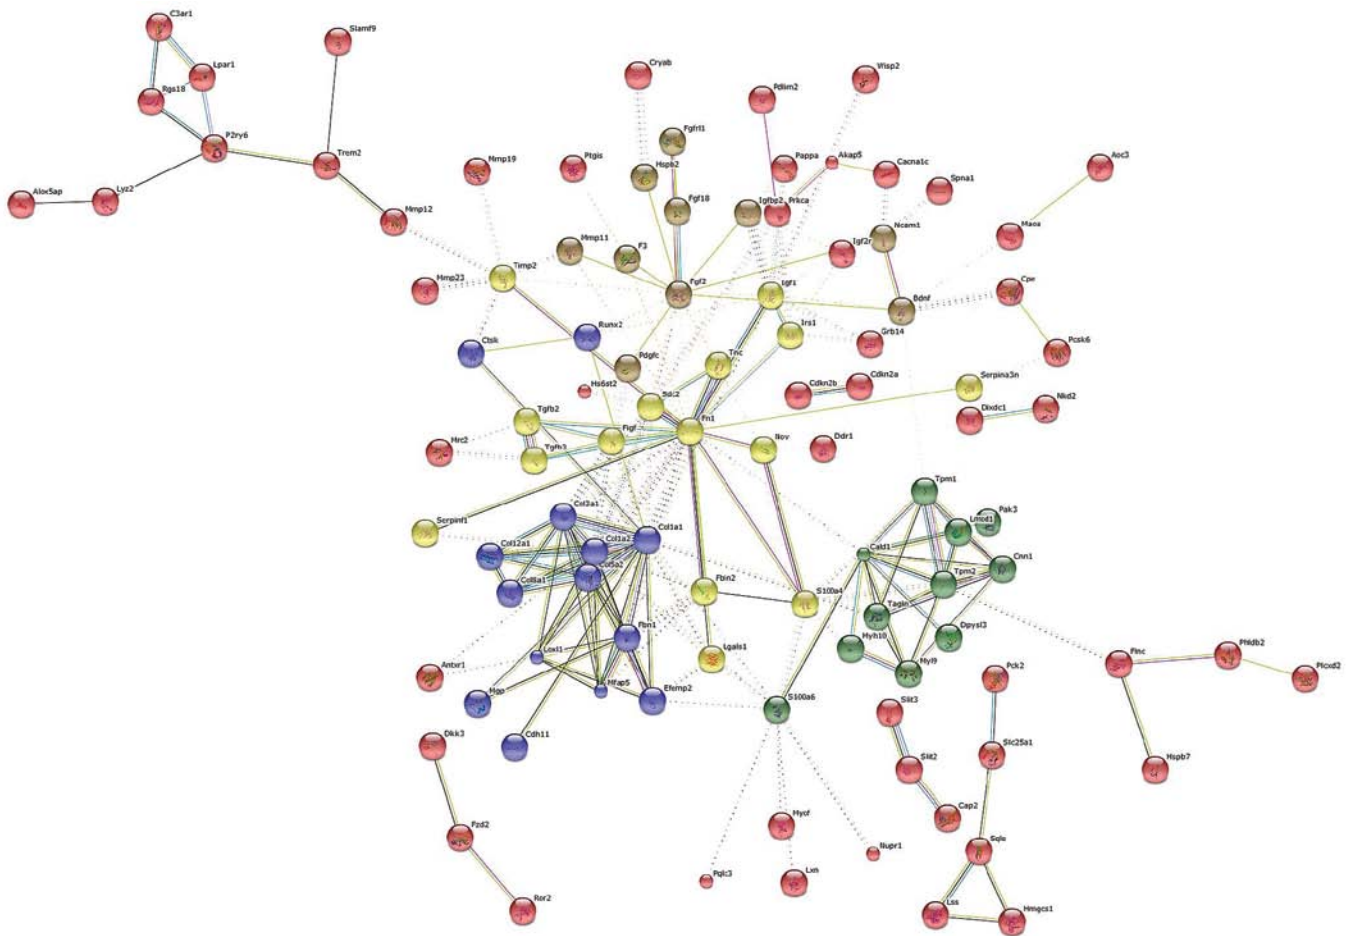 C3ar1
Slamf9
Lpar1
Rgs18
P2ry6
Trem2
Alox5ap
Lyz2
Mmp12
Cryab
Wisp2
Pdlim2
Fgfrl1
Mmp19
Ptgis
Hspb2
Pappa
Akap5
Cacna1c
Aoc3
Spna1
Fgf18
Igfbp2
Prkca
Ncam1
Maoa
Mmp11
F3
Igf2r
Mmp23
Timp2
Fgf2
Igf1
Bdnf
Cpe
Runx2
Irs1
Grb14
Ctsk
Pdgfc
Tnc
Pcsk6
Hs6st2
Cdkn2b
Cdkn2a
Serpina3n
Sdc2
Dixdc1
Nkd2
Tgfb2
Figf
Fn1
Mrc2
Tgfb3
Nov
Ddr1
Serpinf1
Col3a1
Col1a1
Tpm1
Lmod1
Pak3
Col12a1
Col1a2
Cald1
Cnn1
Col8a1
Col5a2
Tpm2
Fbln2
S100a4
Tagln
Fbn1
Myh10
Dpysl3
Loxl1
Lgals1
Myl9
Antxr1
Mfap5
Efemp2
S100a6
Flnc
Phldb2
Plcxd2
Pck2
Cdh11
Slit3
Dkk3
Slc25a1
Slit2
Hspb7
Cap2
Fzd2
Mycf
Nupr1
Sqle
Pqlc3
Lxn
Ror2
Lss
Hmgcs1